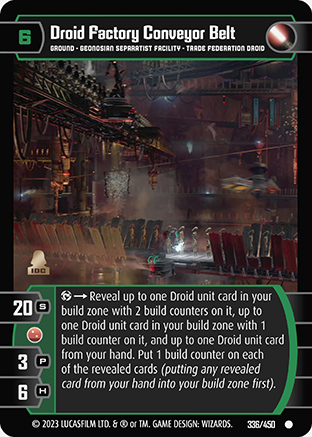 6 Droid Factory Conveyor Belt
GROUND - GEONOSIAN SEPARATIST FACILITY - TRADE FEDERATION DROID
IDC
20 S
3 P
6 H
→ Reveal up to one Droid unit card in your
build zone with 2 build counters on it, up to
one Droid unit card in your build zone with 1
build counter on it, and up to one Droid unit card
from your hand. Put 1 build counter on each
of the revealed cards (putting any revealed
card from your hand into your build zone first).
© 2023 LUCASFILM LTD. & ® or TM. GAME DESIGN: WIZARDS. 336/450